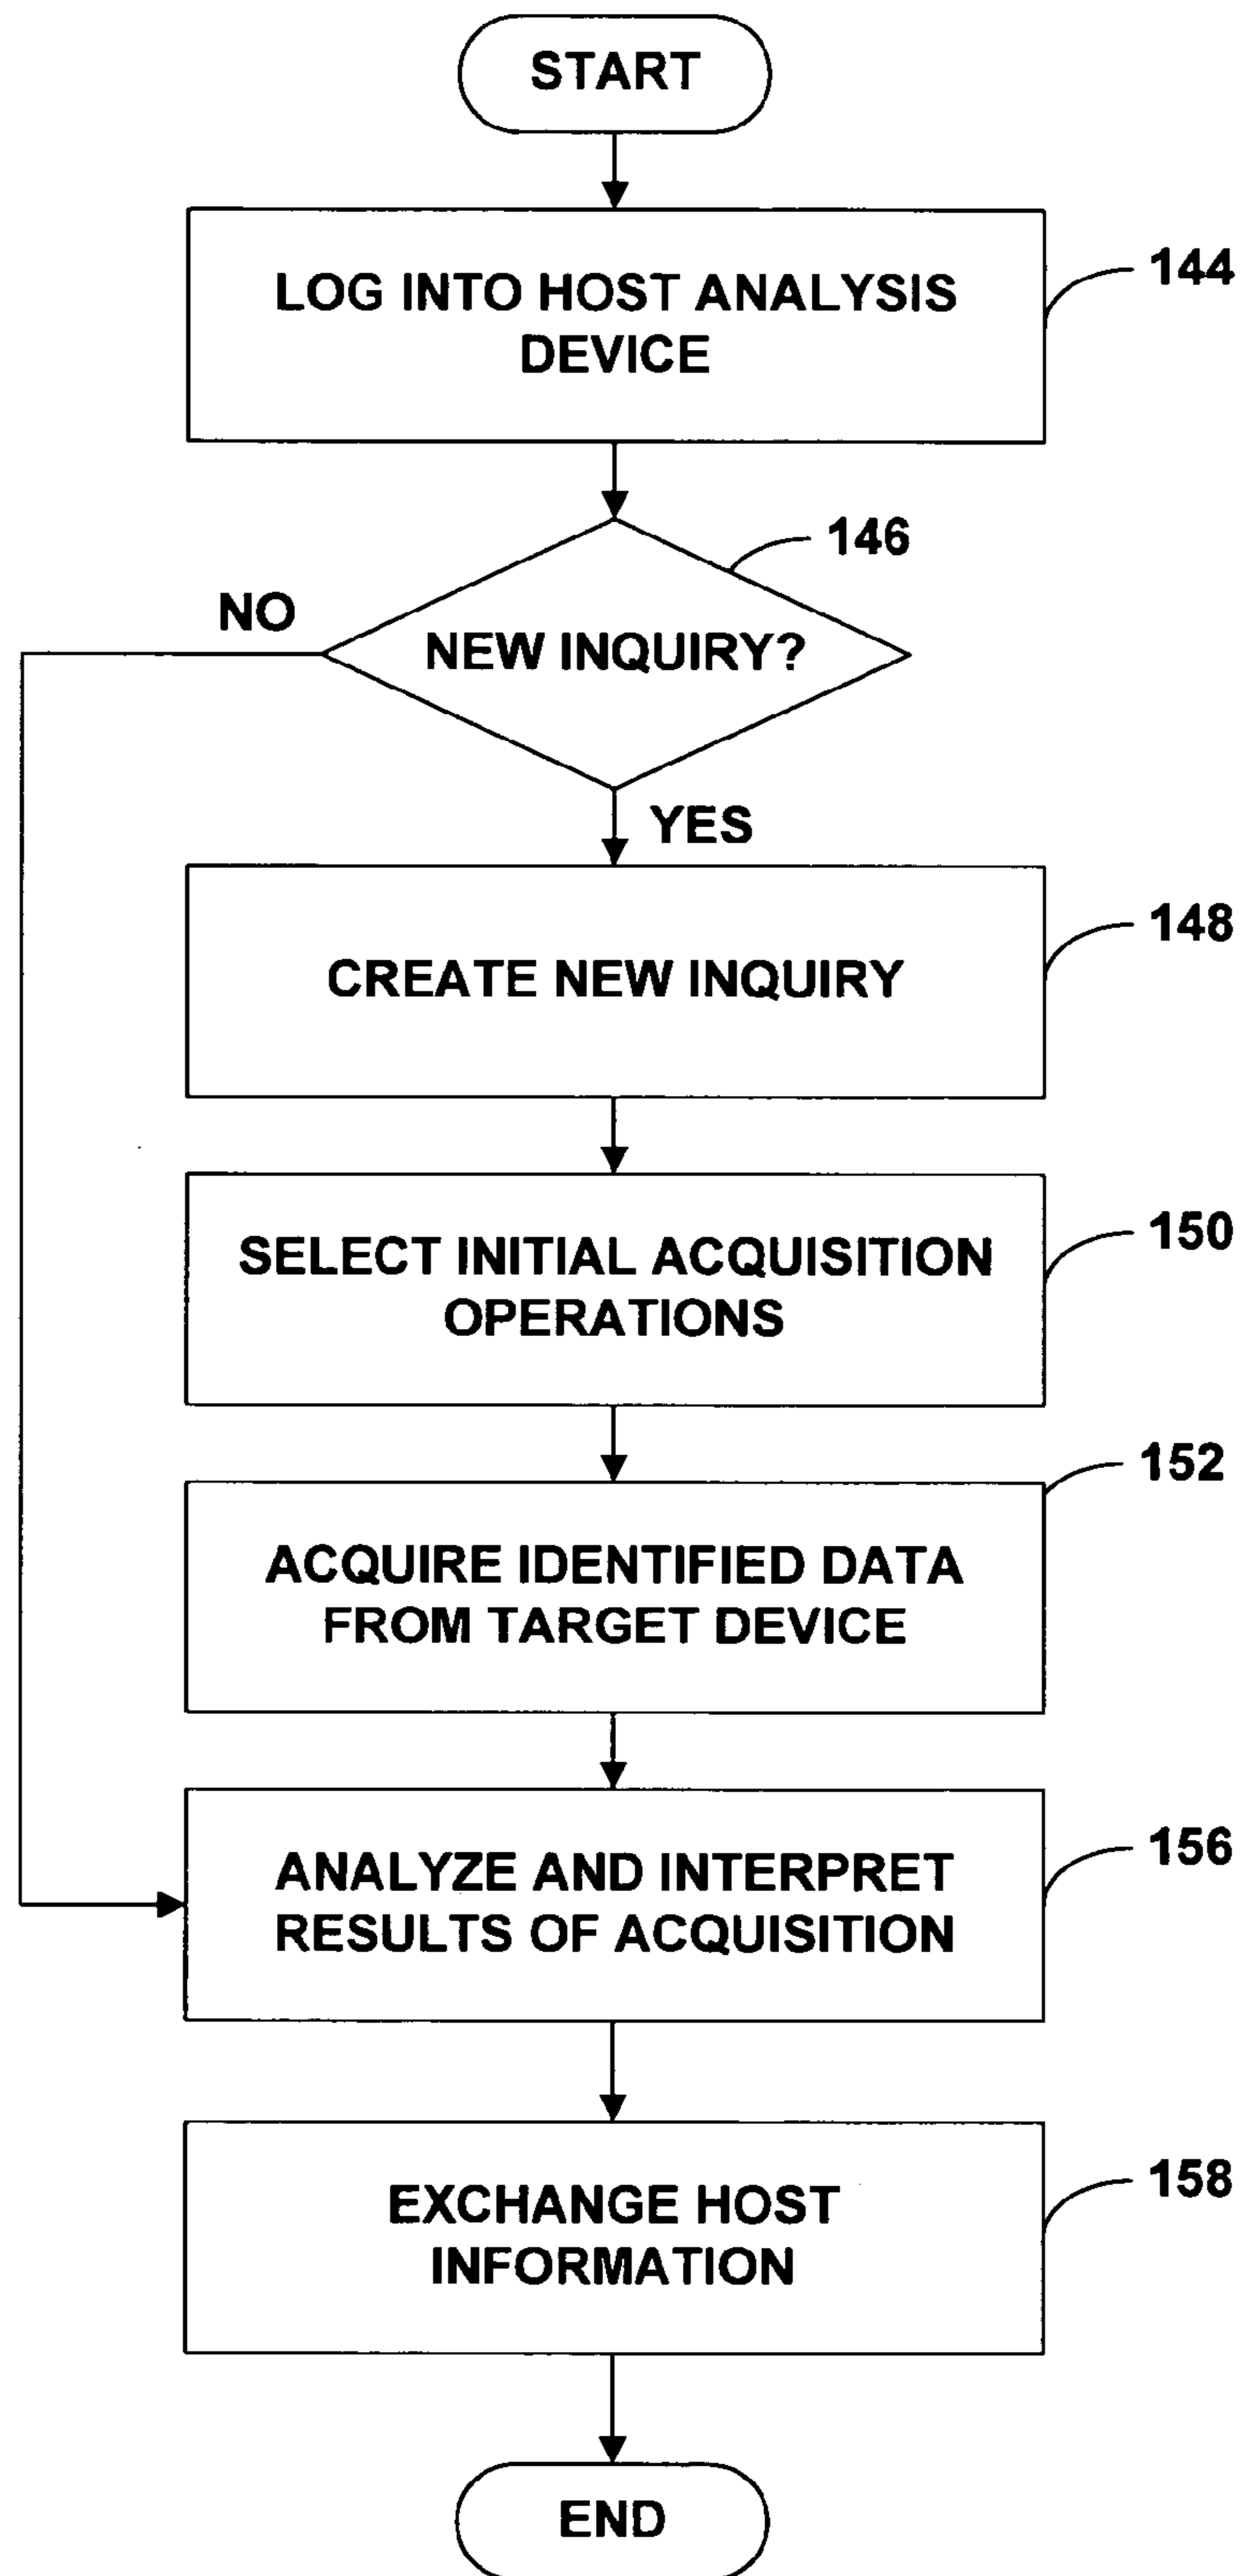 START
LOG INTO HOST ANALYSIS
DEVICE
144
146
NO
NEW INQUIRY?
YES
CREATE NEW INQUIRY
148
SELECT INITIAL ACQUISITION
OPERATIONS
150
152
ACQUIRE IDENTIFIED DATA
FROM TARGET DEVICE
ANALYZE AND INTERPRET
RESULTS OF ACQUISITION
156
EXCHANGE HOST
INFORMATION
158
END